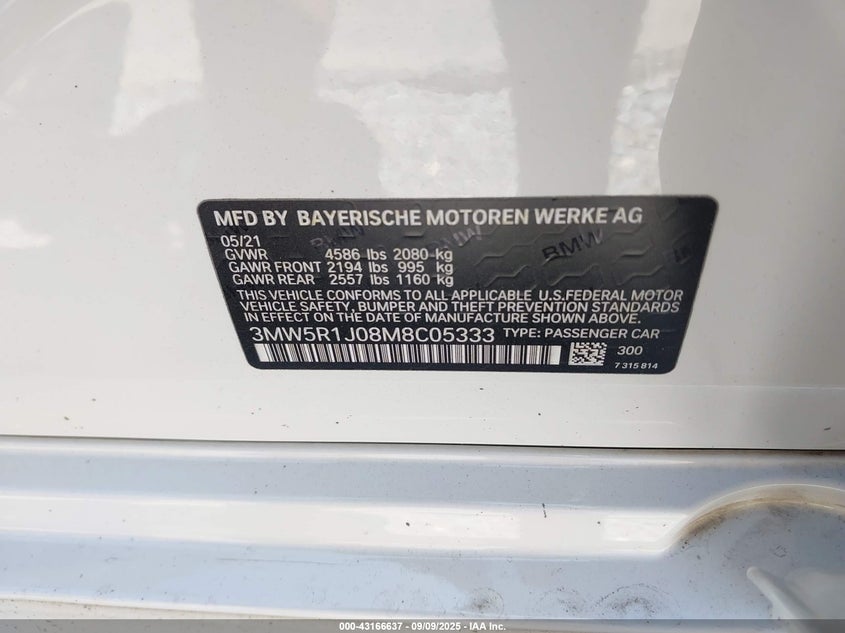 MFD BY BAYERISCHE MOTOREN WERKE AG
05/21
GVWR 4586 lbs 2080 kg
GAWR FRONT 2194 lbs 995 kg
GAWR REAR 2557 lbs 1160 kg
THIS VEHICLE CONFORMS TO ALL APPLICABLE U.S.FEDERAL MOTOR
VEHICLE SAFETY, BUMPER, AND THEFT PREVENTION STANDARDS
IN EFFECT ON THE DATE OF MANUFACTURE SHOWN ABOVE.
3MW5R1J08M8C05333 TYPE: PASSENGER CAR
300
7 315 814
BMW
BMW
BMW
000-43166637 - 09/09/2025 - IAA Inc.